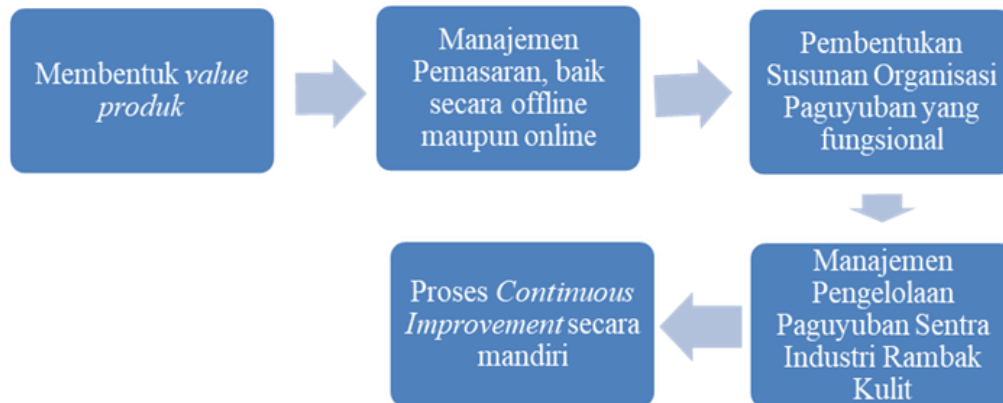 Membentuk value
produk
Manajemen
Pemasaran, baik
secara offline
maupun online
Pembentukan
Susunan Organisasi
Paguyuban yang
fungsional
Manajemen
Pengelolaan
Paguyuban Sentra
Industri Rambak
Kulit
Proses Continuous
Improvement secara
mandiri